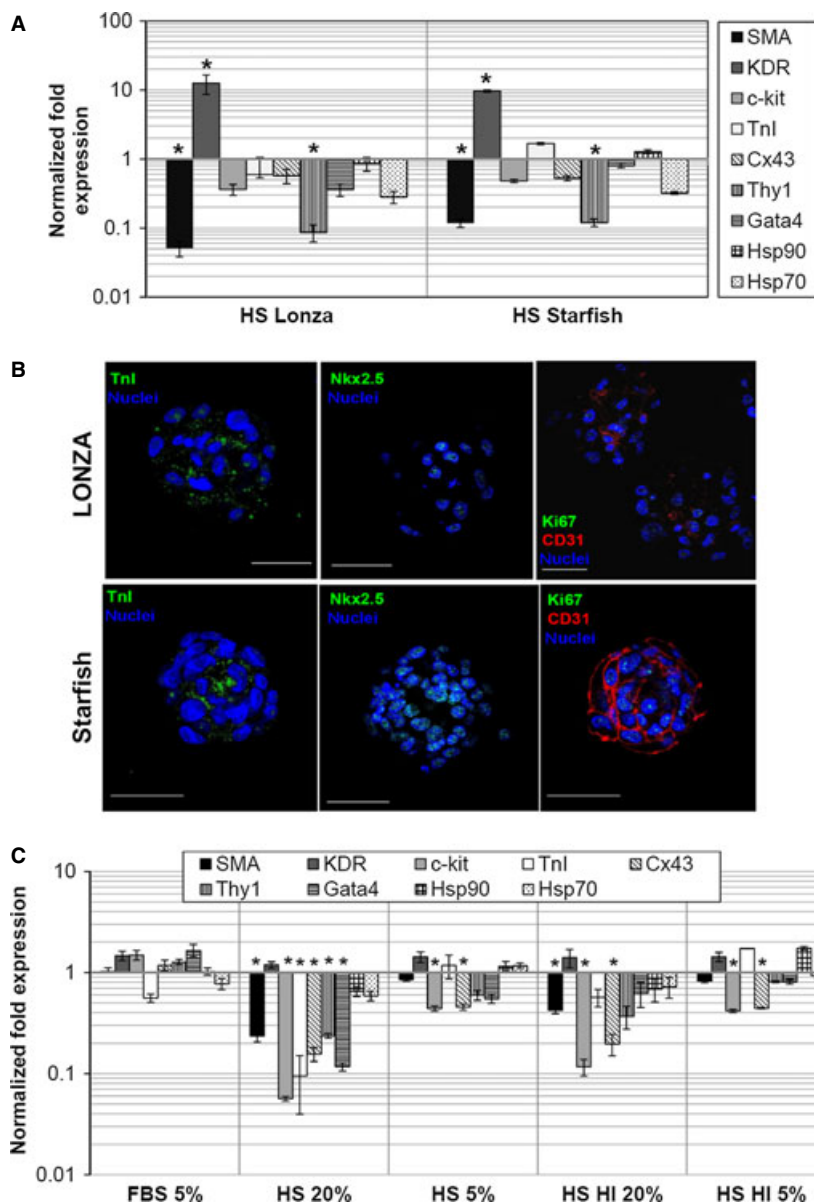 A
Normalized fold
expression
100
10
1
0.1
0.01
*
*
*
*
*
*
HS Lonza
HS Starfish
SMA
KDR
c-kit
TnI
Cx43
Thy1
Gata4
Hsp90
Hsp70
B
LONZA
TnI
Nuclei
Nkx2.5
Nuclei
Ki67
CD31
Nuclei
Starfish
TnI
Nuclei
Nkx2.5
Nuclei
Ki67
CD31
Nuclei
C
Normalized fold expression
10
1
0.1
0.01
SMA KDR c-kit TnI Cx43
Thy1 Gata4 Hsp90 Hsp70
* * * * * * * * * * * * *
FBS 5% HS 20% HS 5% HS HI 20% HS HI 5%